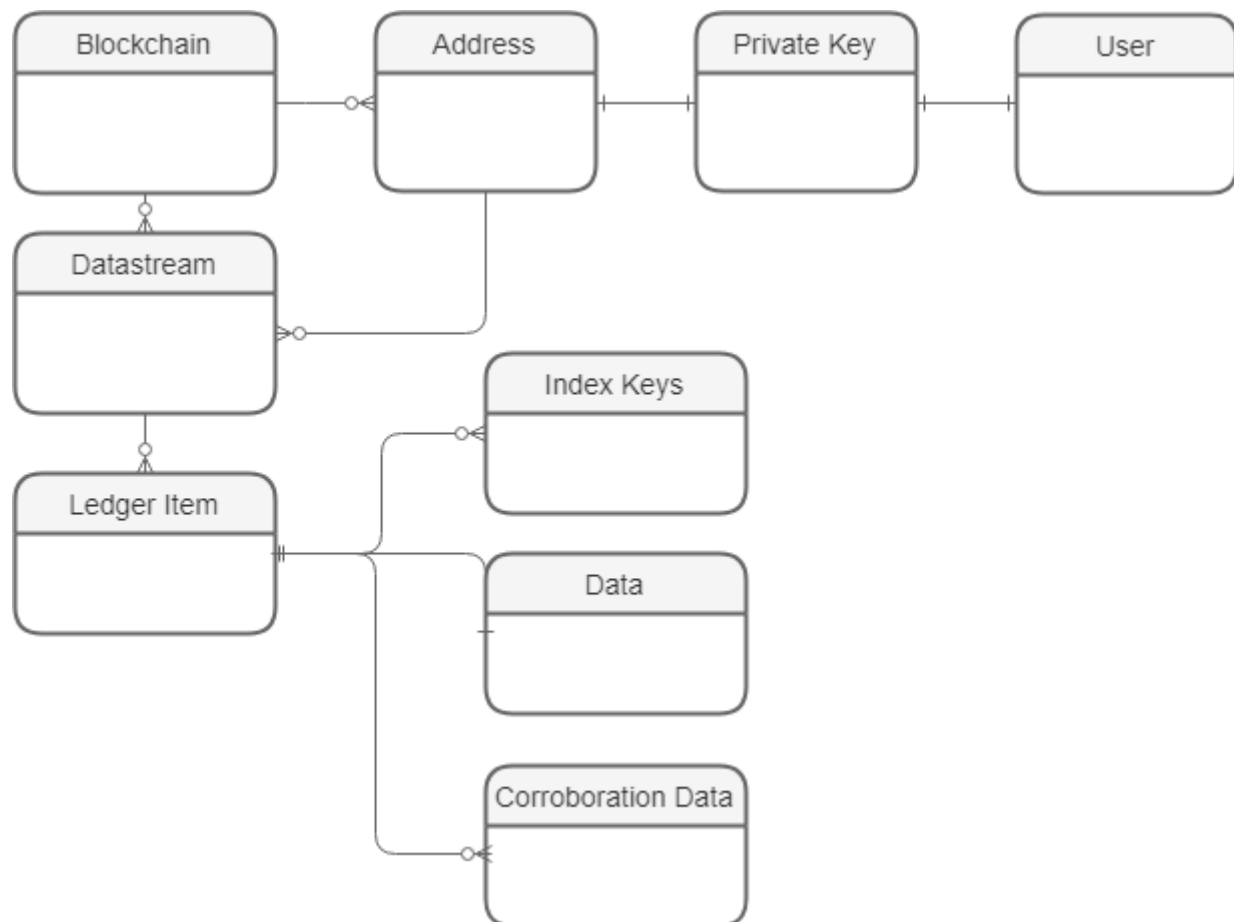 Blockchain
Address
Private Key
User
Datastream
Index Keys
Ledger Item
Data
Corroboration Data